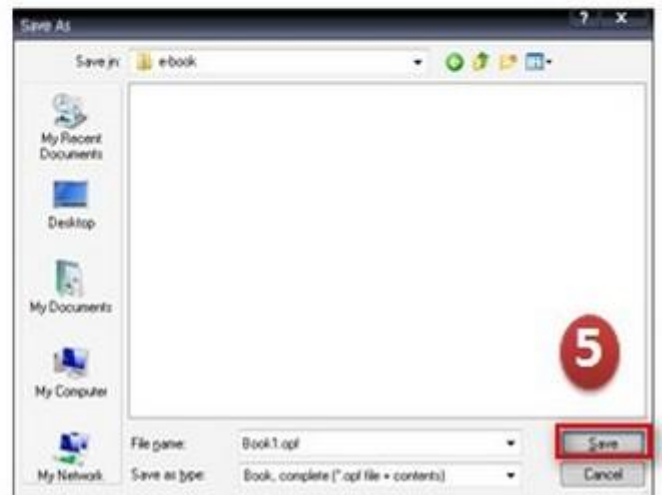 Save As
Save in: e-book
My Recent
Documents
Desktop
My Documents
My Computer
My Network
5
File name: Book1.opf Save
Save as type: Book, complete (*.opf file + contents) Cancel